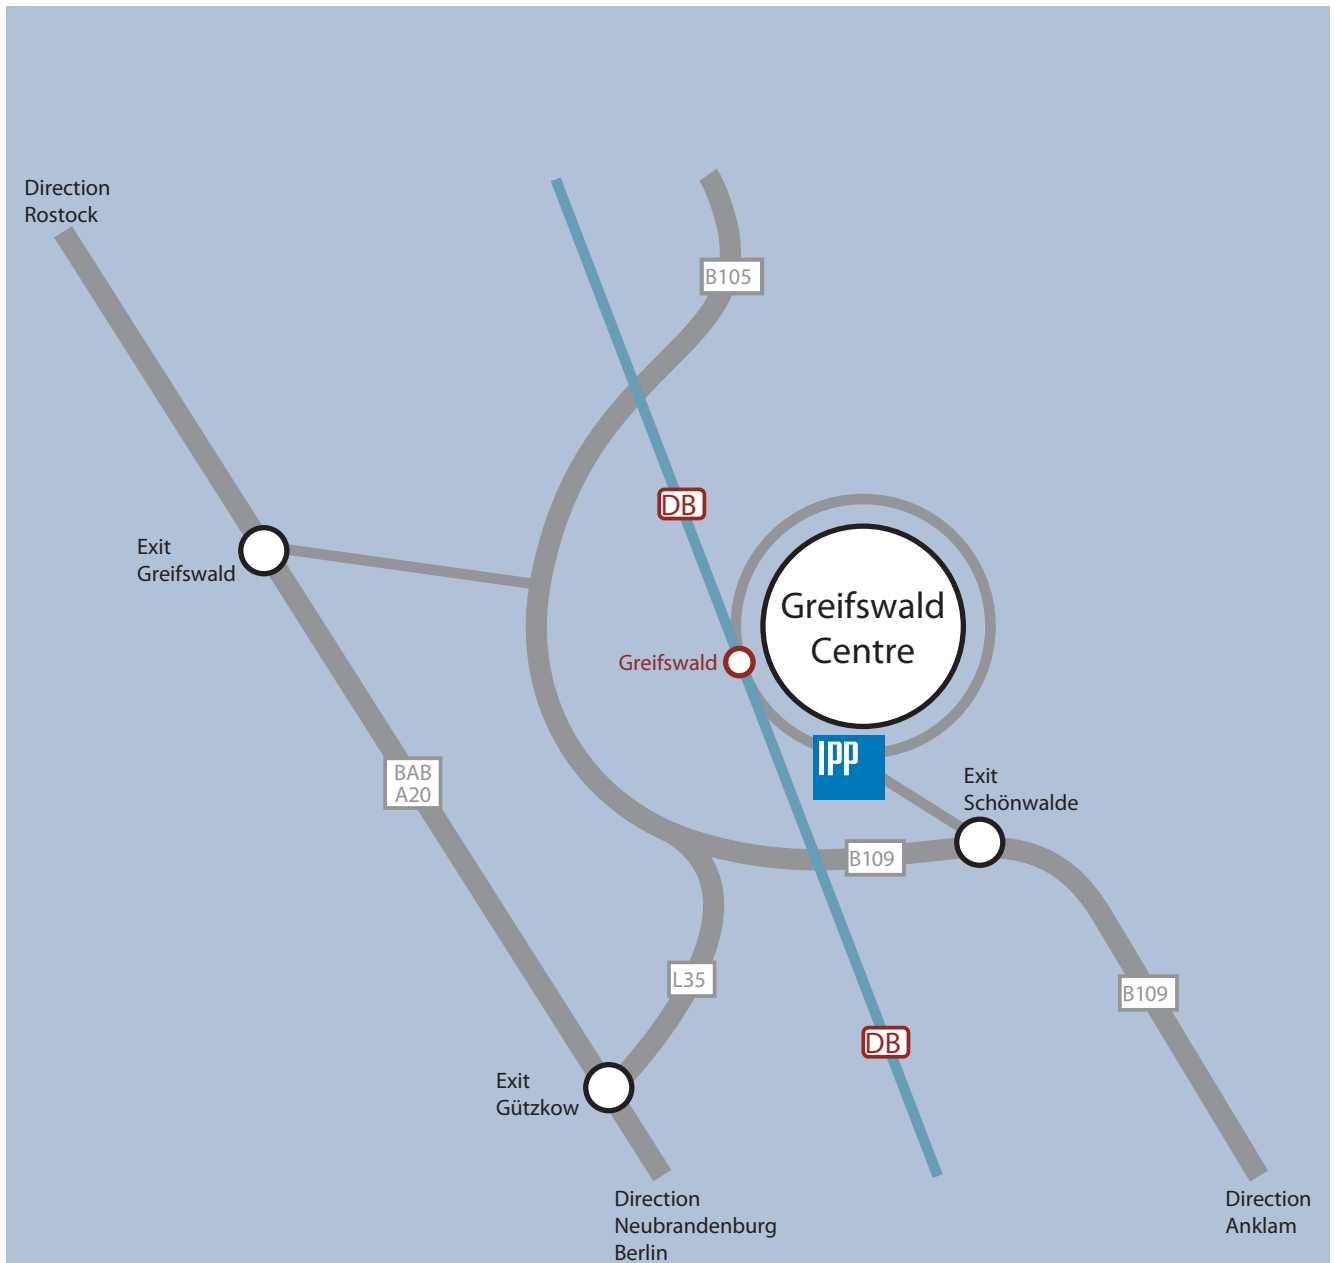 Direction
Rostock
B105
DB
Exit
Greifswald
Greifswald
Centre
Greifswald
IPP
BAB
A20
Exit
Schönwalde
B109
L35
B109
DB
Exit
Gützkow
Direction
Neubrandenburg
Berlin
Direction
Anklam